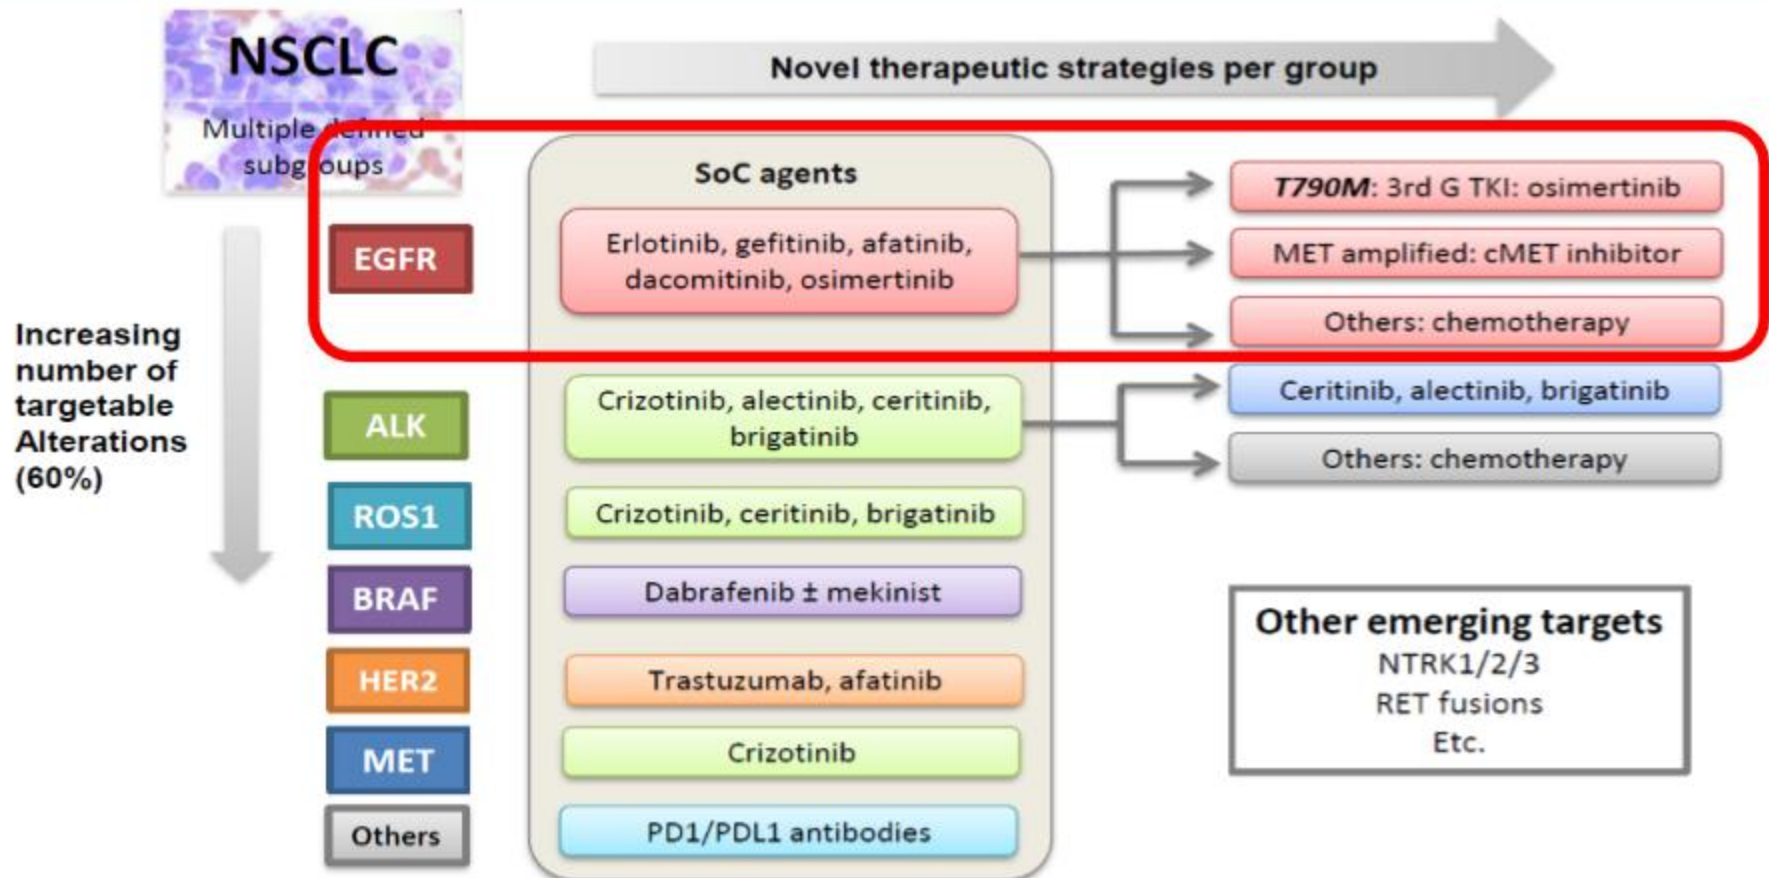 NSCLC
Multiple defined
subgroups
Novel therapeutic strategies per group
SoC agents
Increasing
number of
targetable
Alterations
(60%)
EGFR
Erlotinib, gefitinib, afatinib,
dacomitinib, osimertinib
T790M: 3rd G TKI: osimertinib
MET amplified: cMET inhibitor
Others: chemotherapy
ALK
Crizotinib, alectinib, ceritinib,
brigatinib
Ceritinib, alectinib, brigatinib
Others: chemotherapy
ROS1
Crizotinib, ceritinib, brigatinib
BRAF
Dabrafenib ± mekinist
HER2
Trastuzumab, afatinib
MET
Crizotinib
Others
PD1/PDL1 antibodies
Other emerging targets
NTRK1/2/3
RET fusions
Etc.